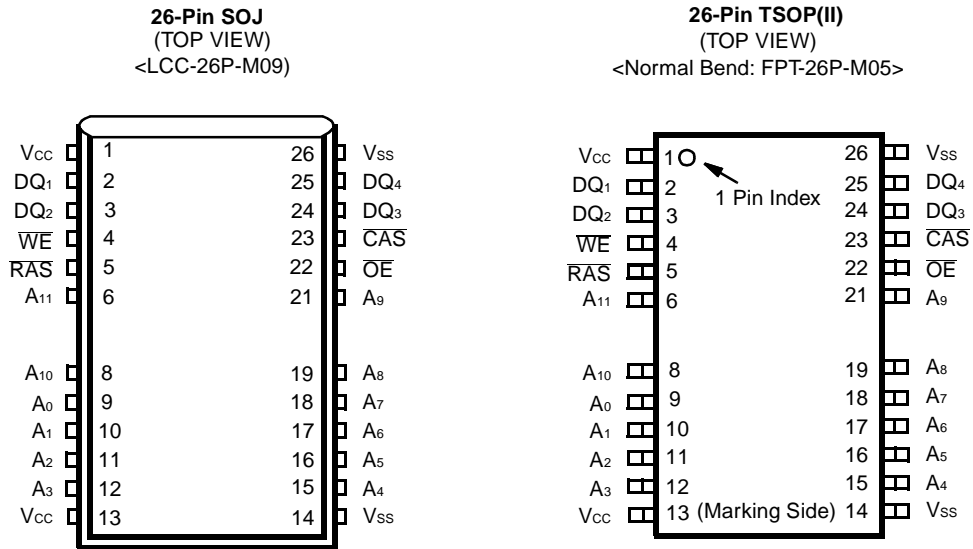 26-Pin SOJ
(TOP VIEW)
<LCC-26P-M09)
VCC 1 26 VSS
DQ1 2 25 DQ4
DQ2 3 24 DQ3
WE 4 23 CAS
RAS 5 22 OE
A11 6 21 A9
A10 8 19 A8
A0 9 18 A7
A1 10 17 A6
A2 11 16 A5
A3 12 15 A4
VCC 13 14 VSS
26-Pin TSOP(II)
(TOP VIEW)
<Normal Bend: FPT-26P-M05>
VCC 1 26 VSS
DQ1 2 1 Pin Index 25 DQ4
DQ2 3 24 DQ3
WE 4 23 CAS
RAS 5 22 OE
A11 6 21 A9
A10 8 19 A8
A0 9 18 A7
A1 10 17 A6
A2 11 16 A5
A3 12 15 A4
VCC 13 (Marking Side) 14 VSS